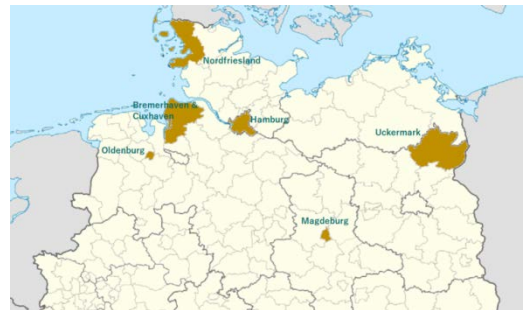 Nordfriesland
Bremerhaven &
Cuxhaven
Hamburg
Uckermark
Oldenburg
Magdeburg